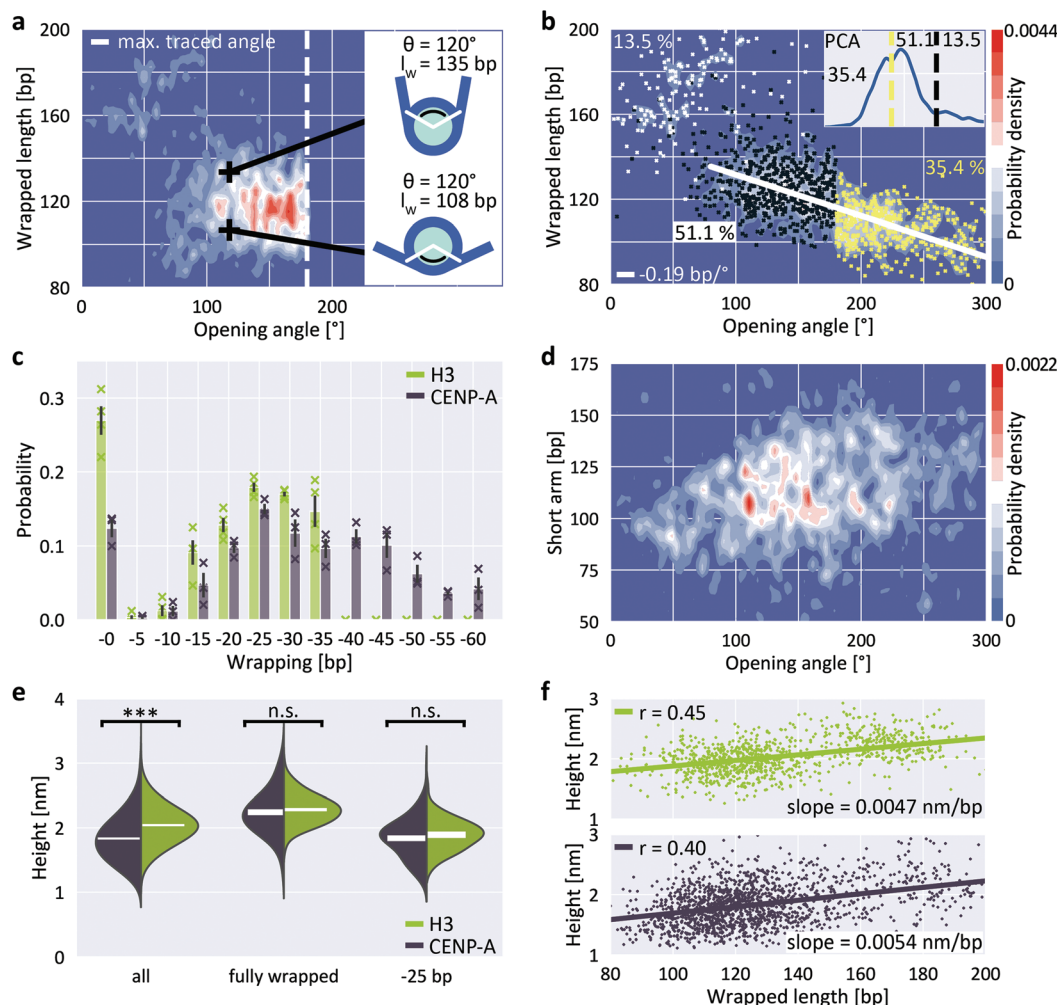 a
200
180
160
140
120
100
80
Wrapped length [bp]
max. traced angle
θ = 120°
l_w = 135 bp
θ = 120°
l_w = 108 bp
0
100
200
Opening angle [°]
b
200
180
160
140
120
100
80
Wrapped length [bp]
13.5 %
PCA
51.1
13.5
35.4
35.4 %
51.1 %
-0.19 bp/°
0
100
200
300
Opening angle [°]
0.0044
Probability density
0
c
H3
CENP-A
0.3
0.2
0.1
0.0
Probability
-0 -5 -10 -15 -20 -25 -30 -35 -40 -45 -50 -55 -60
Wrapping [bp]
d
175
150
125
100
75
50
Short arm [bp]
0
100
200
300
Opening angle [°]
0.0022
Probability density
0
e
4
3
2
1
0
Height [nm]
***
n.s.
n.s.
H3
CENP-A
all
fully wrapped
-25 bp
f
3
2
1
Height [nm]
r = 0.45
slope = 0.0047 nm/bp
3
2
1
Height [nm]
r = 0.40
slope = 0.0054 nm/bp
80 100 120 140 160 180 200
Wrapped length [bp]